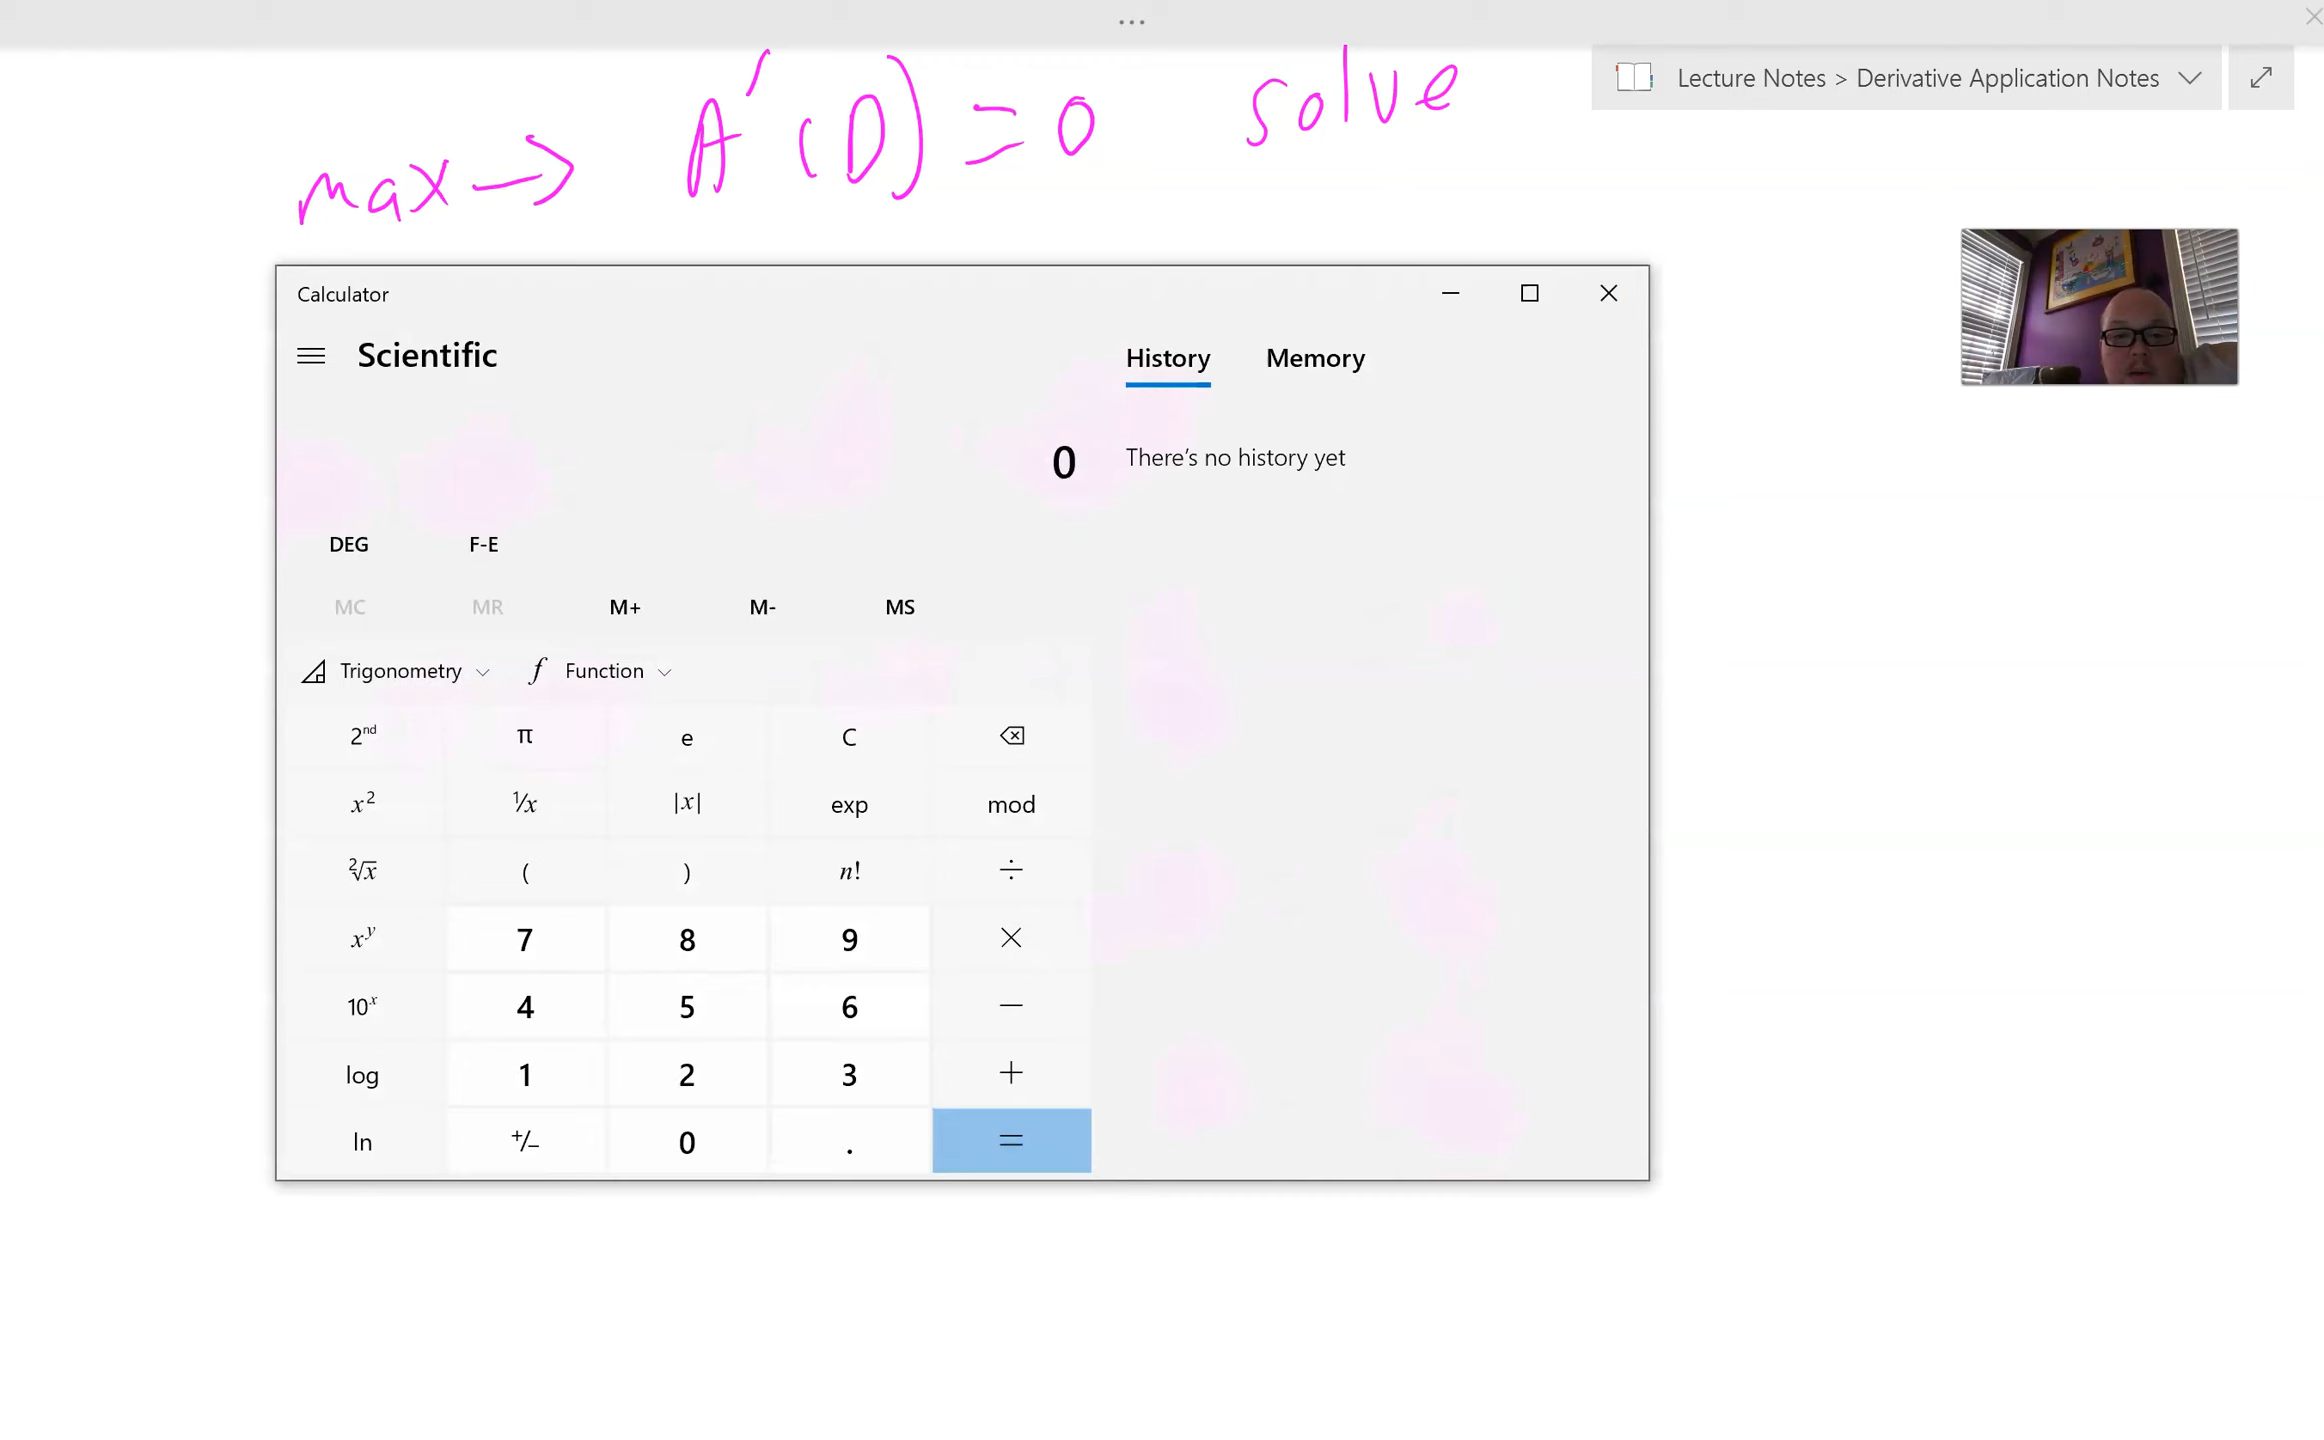 ...
max → A'(D) = 0 solve
Lecture Notes > Derivative Application Notes
Calculator
Scientific
History Memory
0
There's no history yet
DEG F-E
MC MR M+ M- MS
Trigonometry f Function
2nd π e C
x² ¹/x |x| exp mod
²√x ( ) n! ÷
xʸ 7 8 9 ×
10ˣ 4 5 6 −
log 1 2 3 +
ln +/− 0 . =